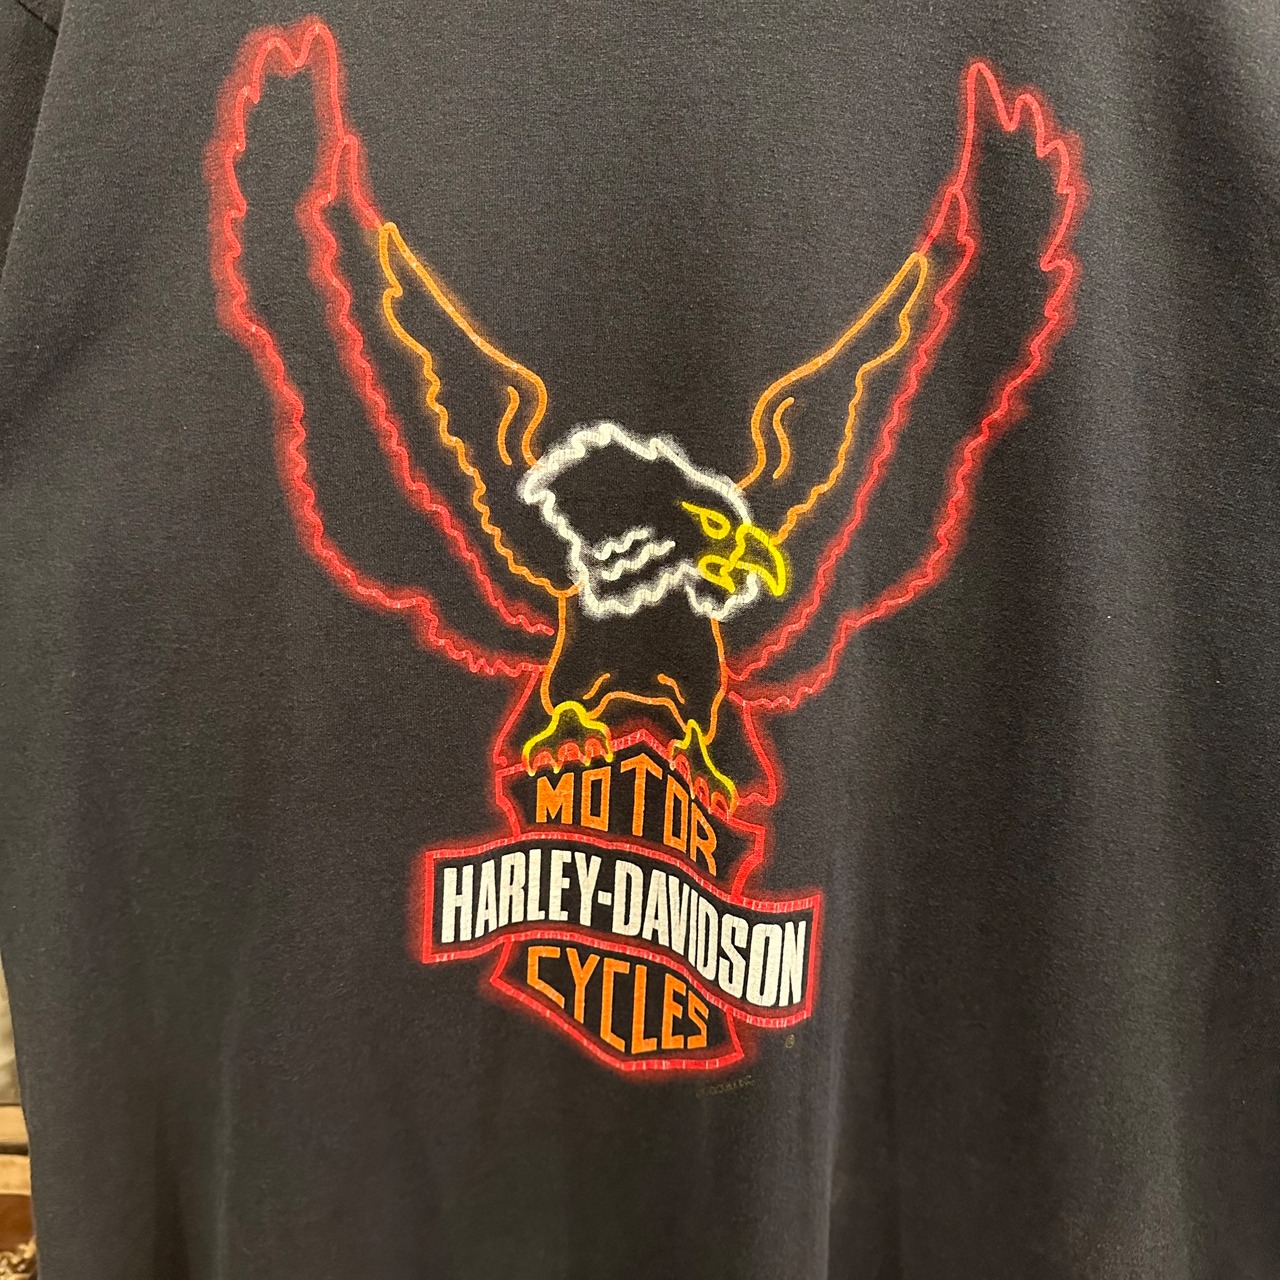 MOTOR
HARLEY-DAVIDSON
CYCLES
®